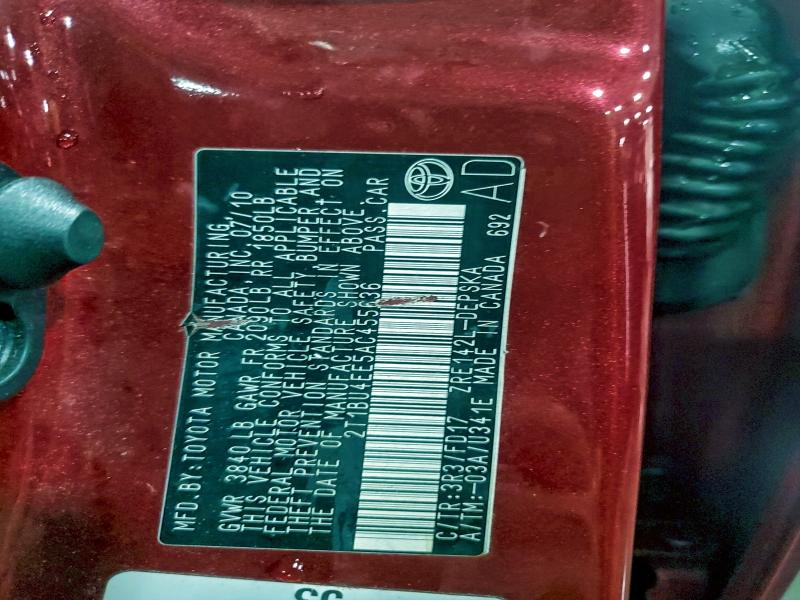 MFD.BY:TOYOTA MOTOR MANUFACTURING,
CANADA, INC. 07/10
GVWR 3840LB GAWR FR 2030LB,RR 1850LB
THIS VEHICLE CONFORMS TO ALL APPLICABLE
FEDERAL MOTOR VEHICLE SAFETY, BUMPER AND
THEFT PREVENTION STANDARDS IN EFFECT ON
THE DATE OF MANUFACTURE SHOWN ABOVE.
2T1BU4EE5AC455636 PASS.CAR
C/TR:3R3/FD17 ZRE142L-DEPSKA
A/TM:-03A/U341E MADE IN CANADA 692 AD